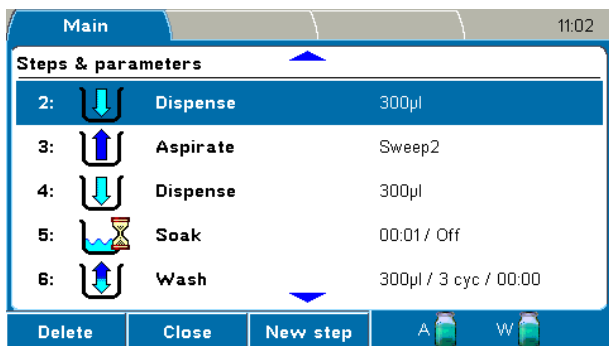 Main 11:02
Steps & parameters
2: Dispense 300µl
3: Aspirate Sweep2
4: Dispense 300µl
5: Soak 00:01 / Off
6: Wash 300µl / 3 cyc / 00:00
Delete Close New step A W